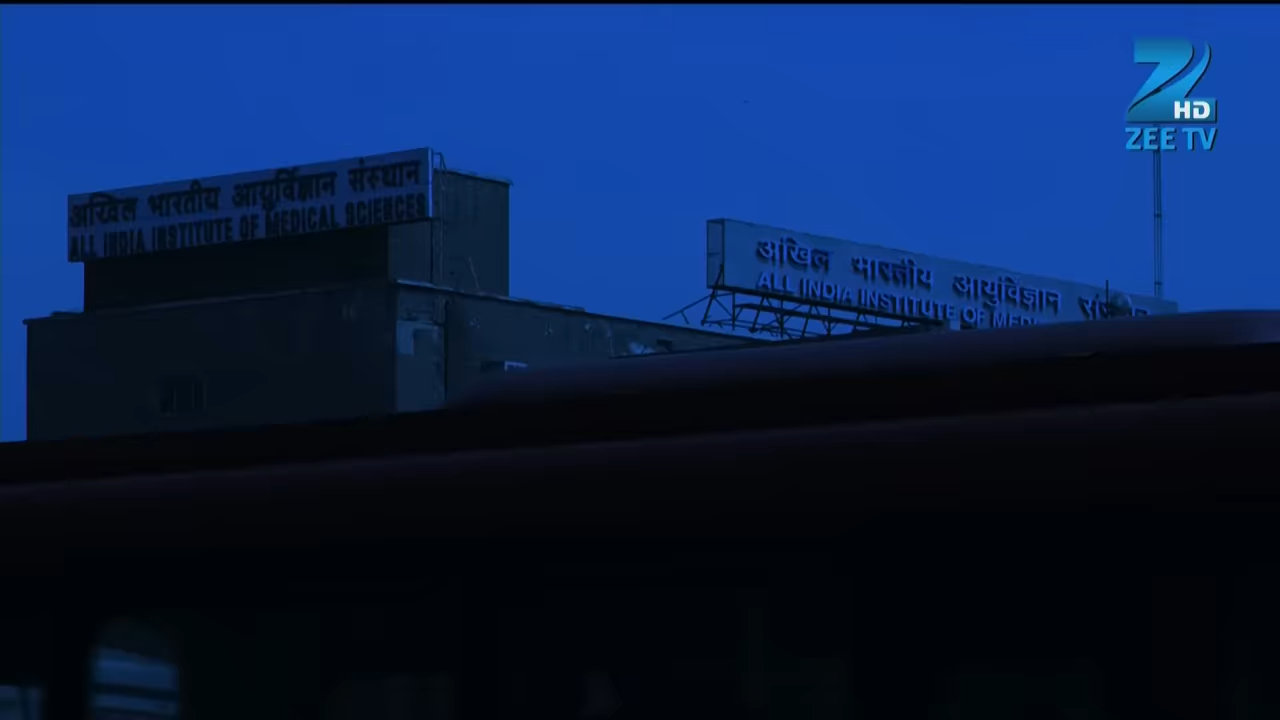 अखिल भारतीय आयुर्विज्ञान संस्थान
ALL INDIA INSTITUTE OF MEDICAL SCIENCES
अखिल भारतीय आयुर्विज्ञान
ALL INDIA INSTITUTE OF
HD
ZEE TV